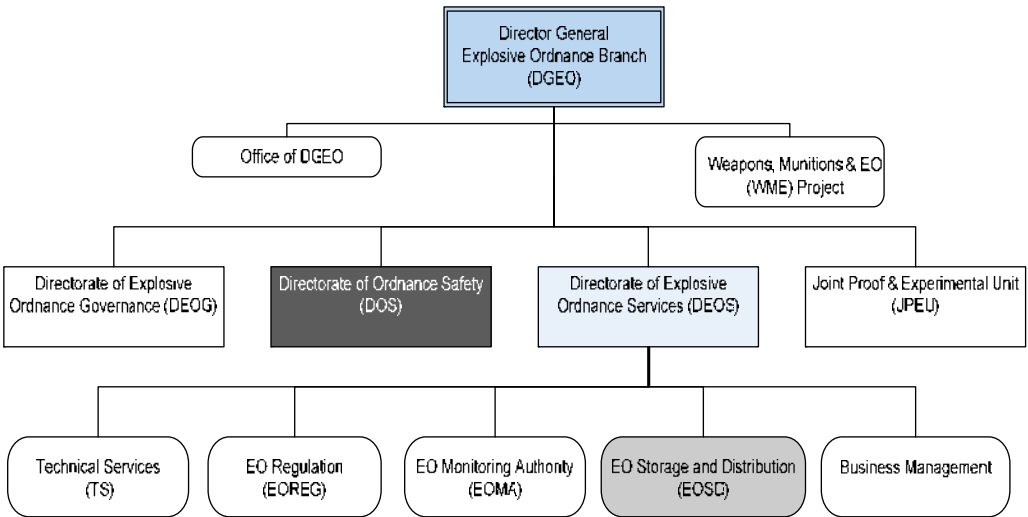 Director General
Explosive Ordnance Branch
(DGEO)
Office of DGEO
Weapons, Munitions & EO
(WME) Project
Directorate of Explosive
Ordnance Governance (DEOG)
Directorate of Ordnance Safety
(DOS)
Directorate of Explosive
Ordnance Services (DEOS)
Joint Proof & Experimental Unit
(JPEU)
Technical Services
(TS)
EO Regulation
(EOREG)
EO Monitoring Authority
(EOMA)
EO Storage and Distribution
(EOSD)
Business Management